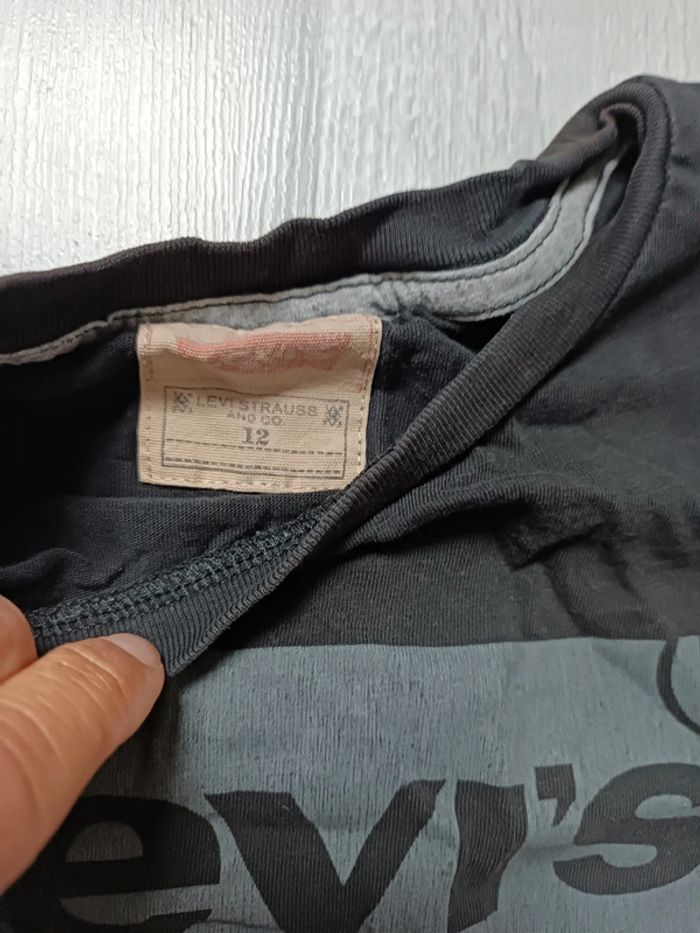 LEVI STRAUSS
AND CO.
12
evi's